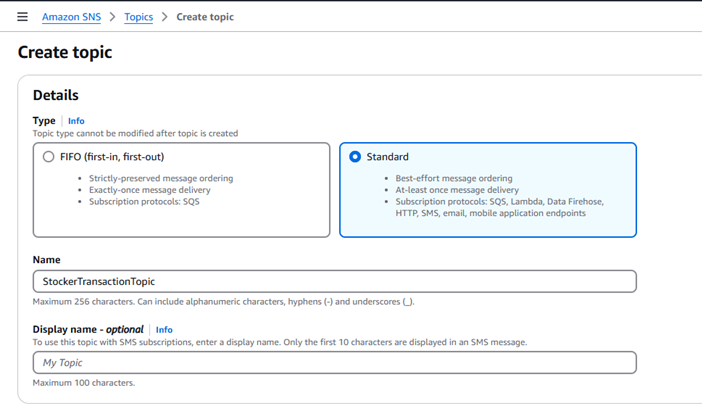 Amazon SNS > Topics > Create topic
Create topic
Details
Type | Info
Topic type cannot be modified after topic is created
FIFO (first-in, first-out)
• Strictly-preserved message ordering
• Exactly-once message delivery
• Subscription protocols: SQS
Standard
• Best-effort message ordering
• At-least once message delivery
• Subscription protocols: SQS, Lambda, Data Firehose,
HTTP, SMS, email, mobile application endpoints
Name
StockerTransactionTopic
Maximum 256 characters. Can include alphanumeric characters, hyphens (-) and underscores (_).
Display name - optional | Info
To use this topic with SMS subscriptions, enter a display name. Only the first 10 characters are displayed in an SMS message.
My Topic
Maximum 100 characters.